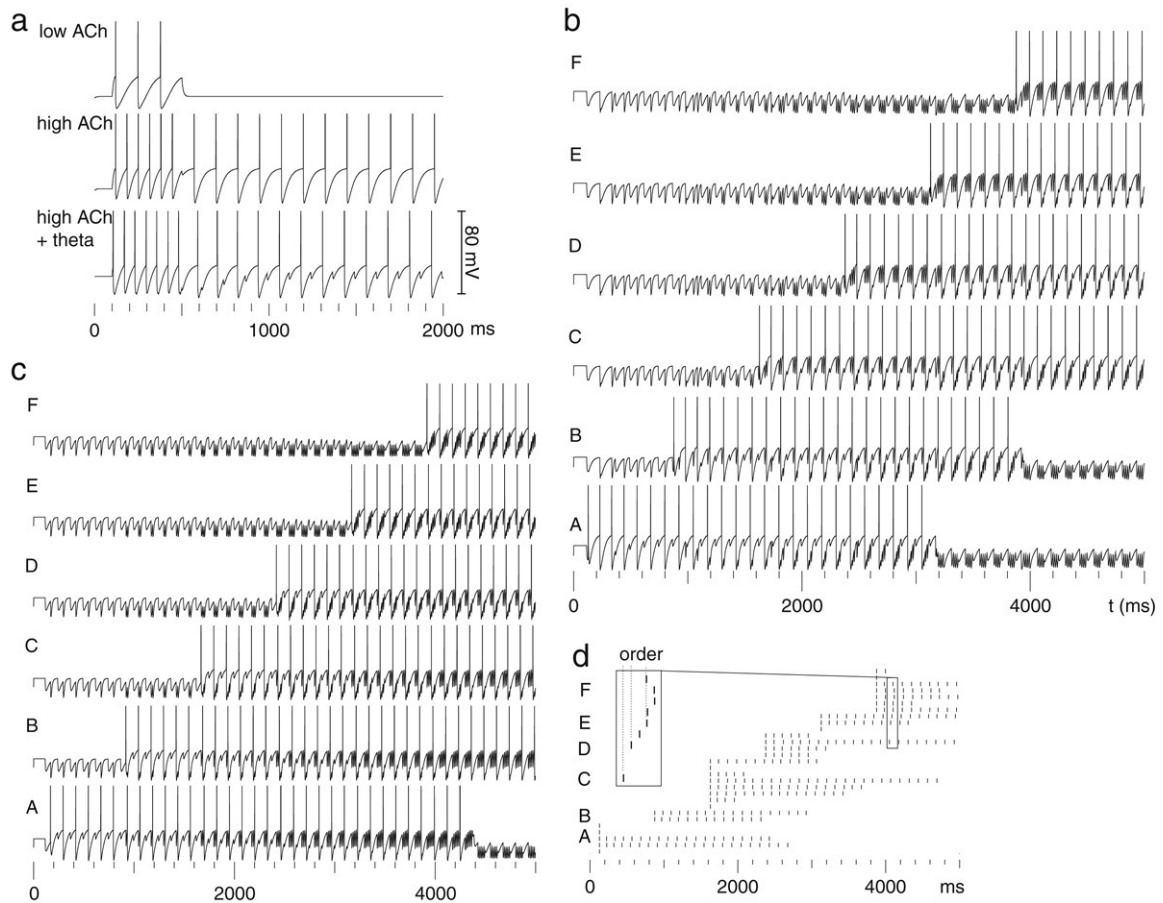 a
low ACh
high ACh
high ACh
+ theta
80 mV
0 1000 2000 ms
b
F
E
D
C
B
A
0 2000 4000 t (ms)
c
F
E
D
C
B
A
0 2000 4000
d
order
F
E
D
C
B
A
0 2000 4000 ms